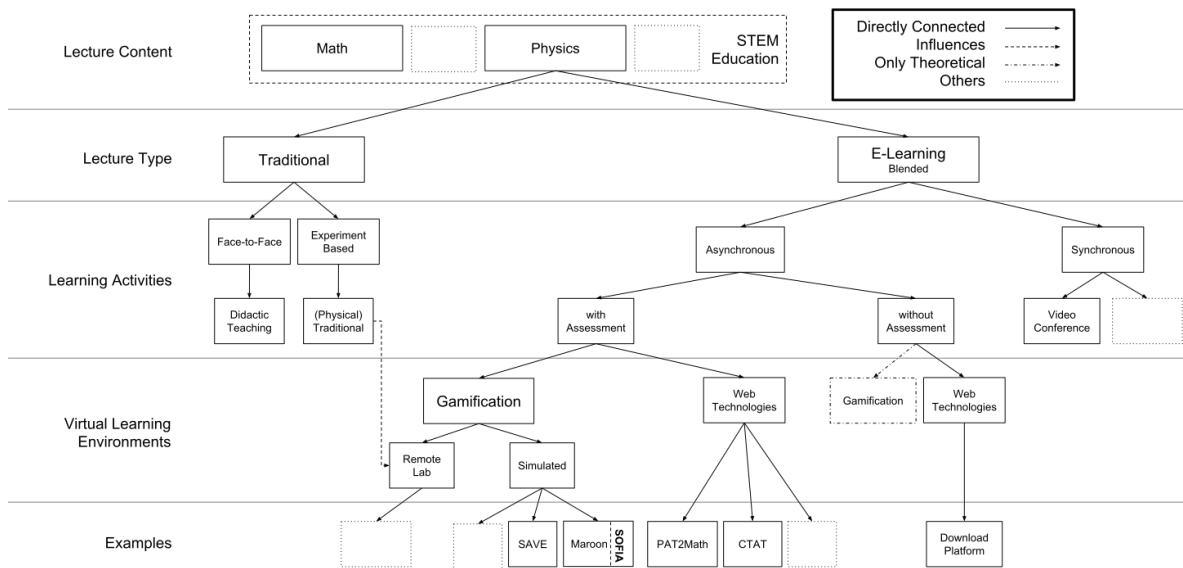 Lecture Content
Math
Physics
STEM
Education
Directly Connected
Influences
Only Theoretical
Others
Lecture Type
Traditional
E-Learning
Blended
Learning Activities
Face-to-Face
Experiment
Based
Asynchronous
Synchronous
Didactic
Teaching
(Physical)
Traditional
with
Assessment
without
Assessment
Video
Conference
Virtual Learning
Environments
Gamification
Web
Technologies
Gamification
Web
Technologies
Remote
Lab
Simulated
Examples
SAVE
Maroon
SOFIA
PAT2Math
CTAT
Download
Platform